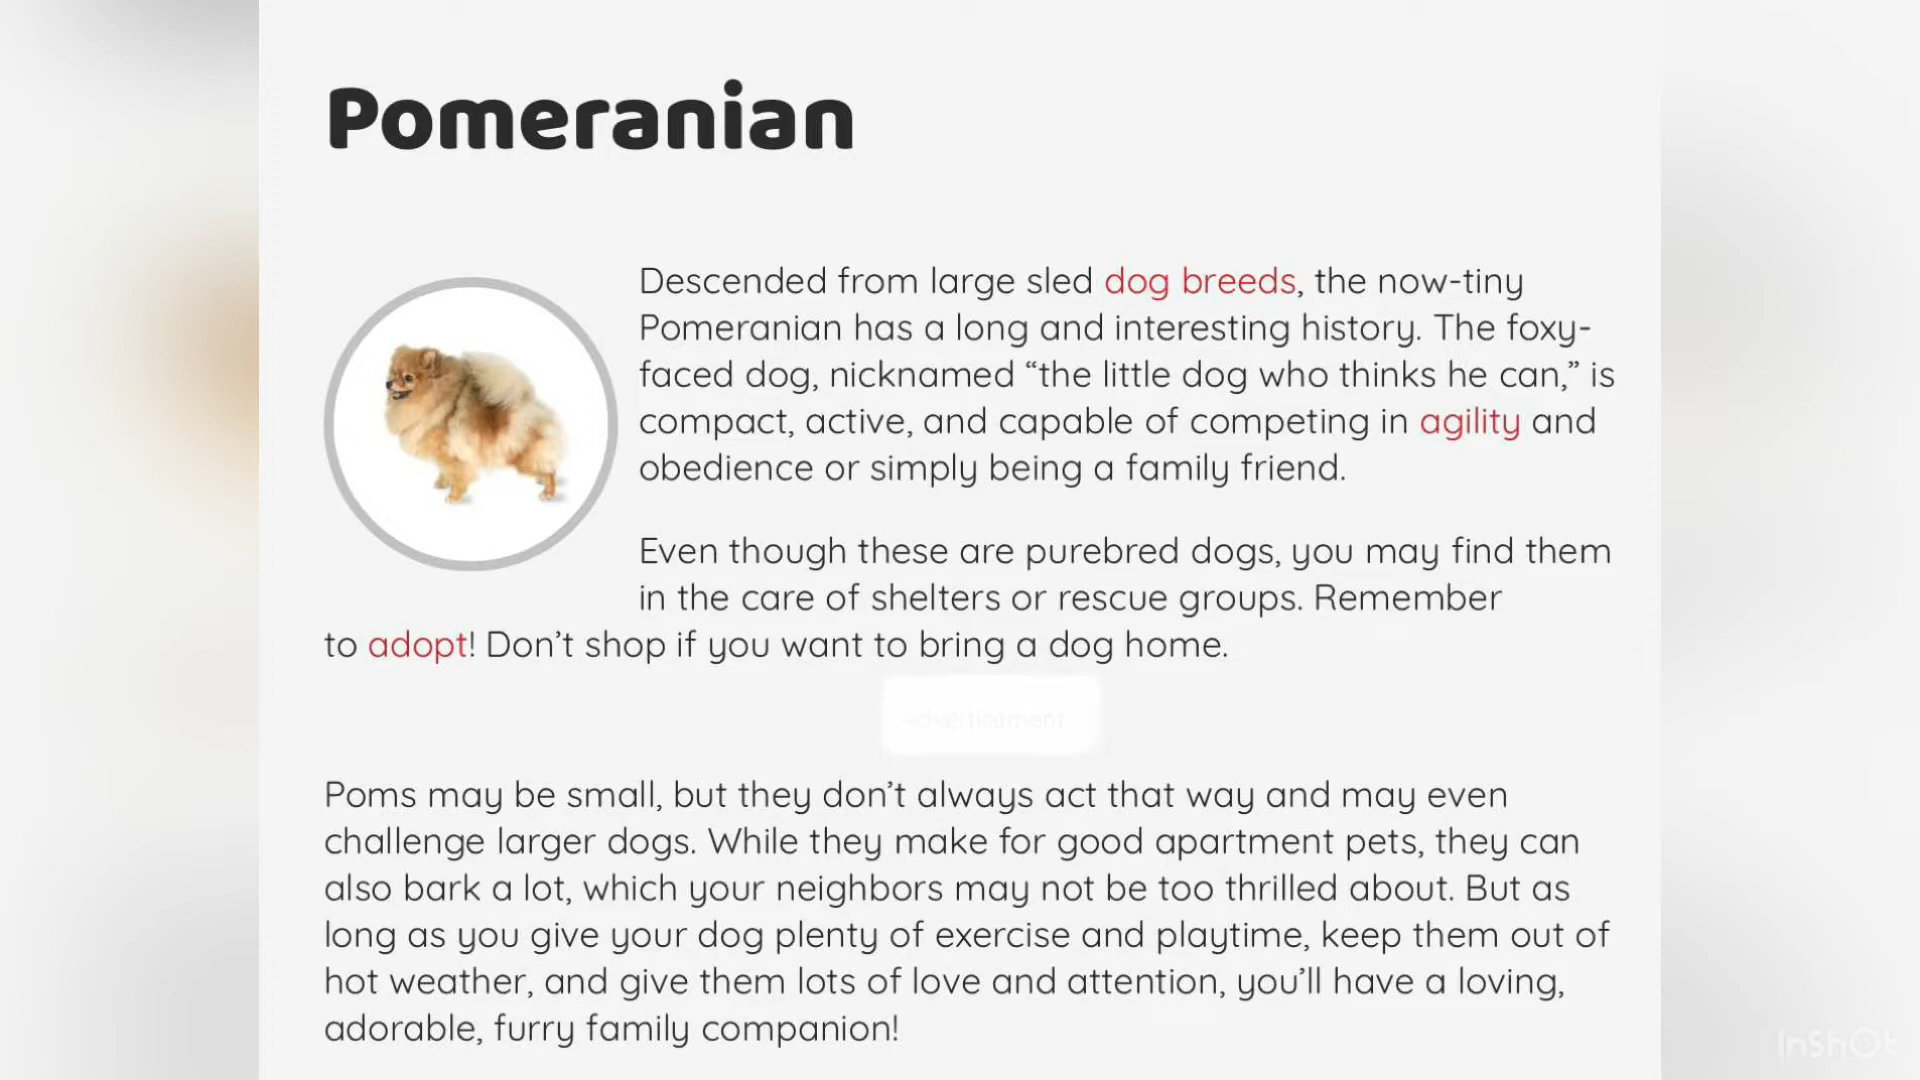 Pomeranian
Descended from large sled dog breeds, the now-tiny
Pomeranian has a long and interesting history. The foxy-
faced dog, nicknamed “the little dog who thinks he can,” is
compact, active, and capable of competing in agility and
obedience or simply being a family friend.
Even though these are purebred dogs, you may find them
in the care of shelters or rescue groups. Remember
to adopt! Don’t shop if you want to bring a dog home.
Poms may be small, but they don’t always act that way and may even
challenge larger dogs. While they make for good apartment pets, they can
also bark a lot, which your neighbors may not be too thrilled about. But as
long as you give your dog plenty of exercise and playtime, keep them out of
hot weather, and give them lots of love and attention, you’ll have a loving,
adorable, furry family companion!
InShOt